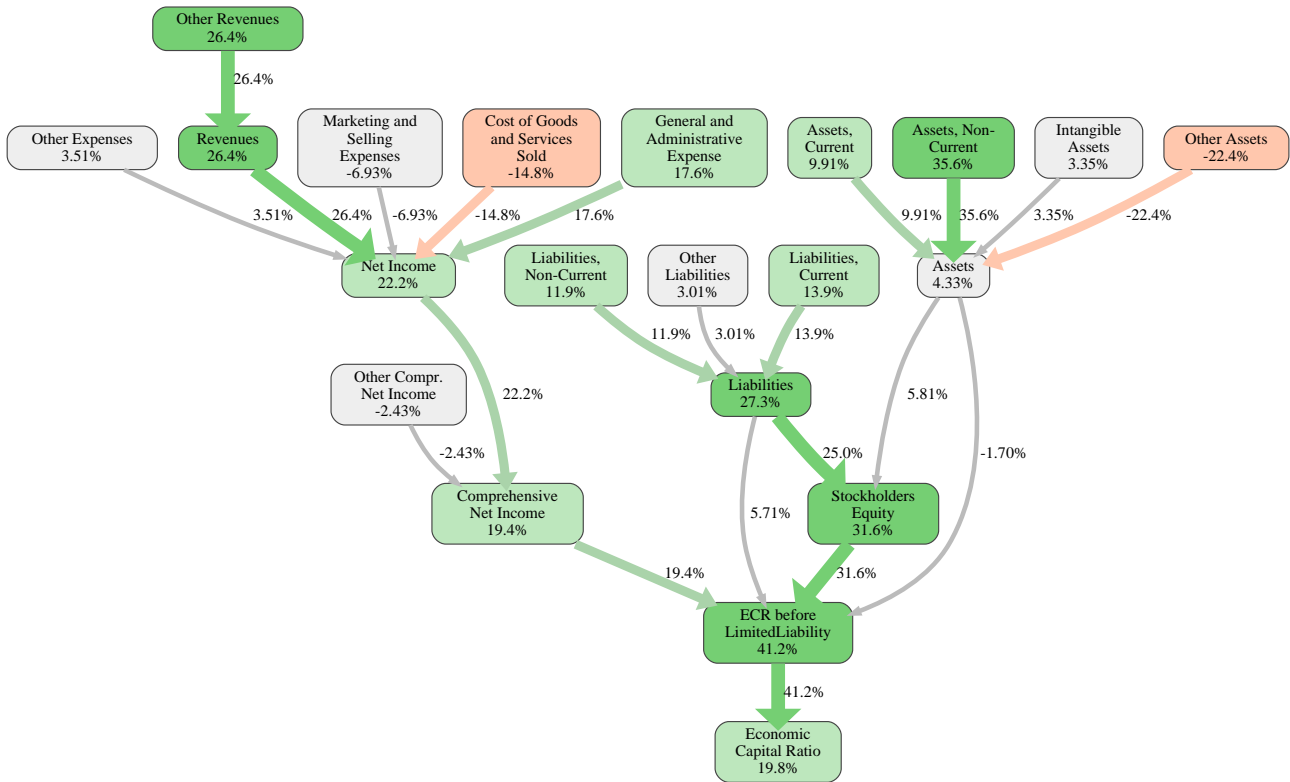 Other Revenues
26.4%
26.4%
Other Expenses
3.51%
Revenues
26.4%
Marketing and
Selling
Expenses
-6.93%
Cost of Goods
and Services
Sold
-14.8%
General and
Administrative
Expense
17.6%
Assets,
Current
9.91%
Assets, Non-
Current
35.6%
Intangible
Assets
3.35%
Other Assets
-22.4%
3.51%
26.4%
-6.93%
-14.8%
17.6%
9.91%
35.6%
3.35%
-22.4%
Net Income
22.2%
Liabilities,
Non-Current
11.9%
Other
Liabilities
3.01%
Liabilities,
Current
13.9%
Assets
4.33%
11.9%
3.01%
13.9%
Other Compr.
Net Income
-2.43%
22.2%
Liabilities
27.3%
5.81%
-2.43%
25.0%
-1.70%
Comprehensive
Net Income
19.4%
5.71%
Stockholders
Equity
31.6%
19.4%
31.6%
ECR before
LimitedLiability
41.2%
41.2%
Economic
Capital Ratio
19.8%